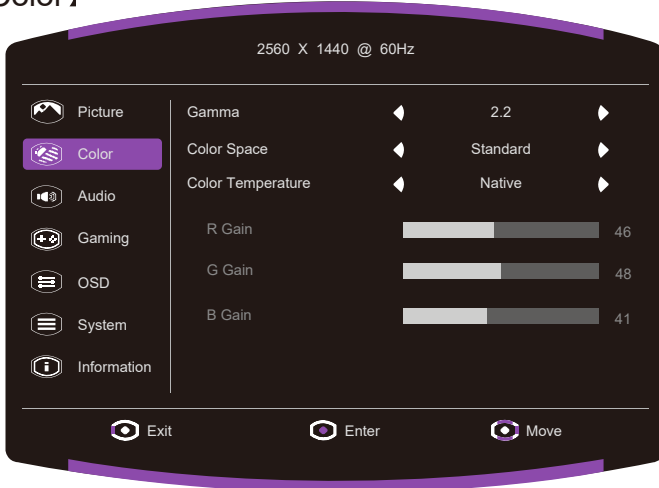 Color】
2560 X 1440 @ 60Hz
Picture
Color
Audio
Gaming
OSD
System
Information
Gamma 2.2
Color Space Standard
Color Temperature Native
R Gain 46
G Gain 48
B Gain 41
Exit Enter Move